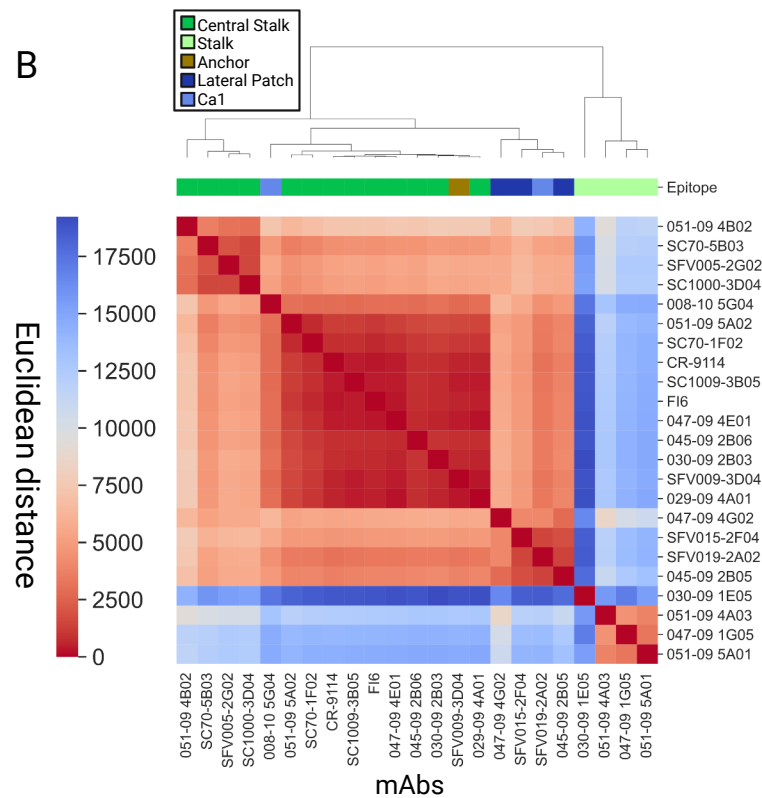 B
Central Stalk
Stalk
Anchor
Lateral Patch
Ca1
Epitope
Euclidean distance
17500
15000
12500
10000
7500
5000
2500
0
051-09 4B02
SC70-5B03
SFV005-2G02
SC1000-3D04
008-10 5G04
051-09 5A02
SC70-1F02
CR-9114
SC1009-3B05
FI6
047-09 4E01
045-09 2B06
030-09 2B03
SFV009-3D04
029-09 4A01
047-09 4G02
SFV015-2F04
SFV019-2A02
045-09 2B05
030-09 1E05
051-09 4A03
047-09 1G05
051-09 5A01
051-09 4B02
SC70-5B03
SFV005-2G02
SC1000-3D04
008-10 5G04
051-09 5A02
SC70-1F02
CR-9114
SC1009-3B05
FI6
047-09 4E01
045-09 2B06
030-09 2B03
SFV009-3D04
029-09 4A01
047-09 4G02
SFV015-2F04
SFV019-2A02
045-09 2B05
030-09 1E05
051-09 4A03
047-09 1G05
051-09 5A01
mAbs